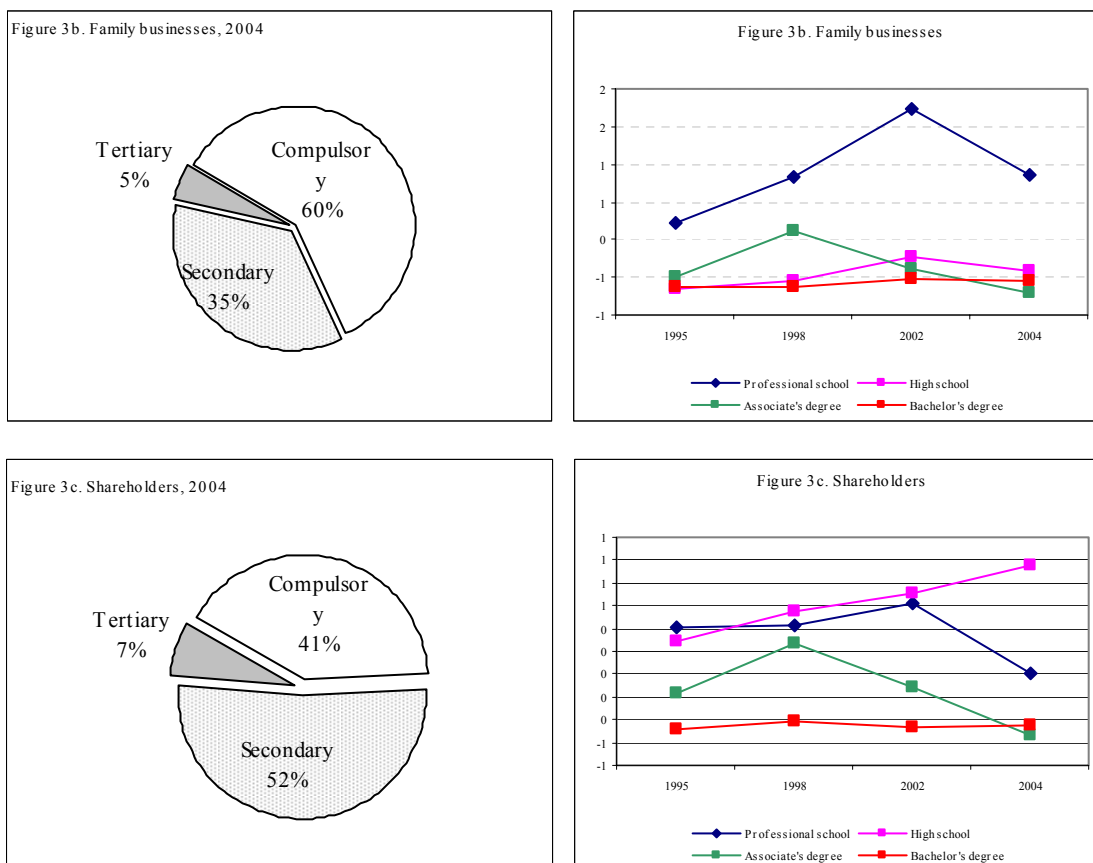 Figure 3b. Family businesses, 2004
Tertiary
5%
Compulsor
y
60%
Secondary
35%
Figure 3b. Family businesses
2
2
1
1
0
-1
-1
1995 1998 2002 2004
Professional school High school
Associate's degree Bachelor's degree
Figure 3c. Shareholders, 2004
Tertiary
7%
Compulsor
y
41%
Secondary
52%
Figure 3c. Shareholders
1
1
1
1
0
0
0
0
0
-1
-1
1995 1998 2002 2004
Professional school High school
Associate's degree Bachelor's degree